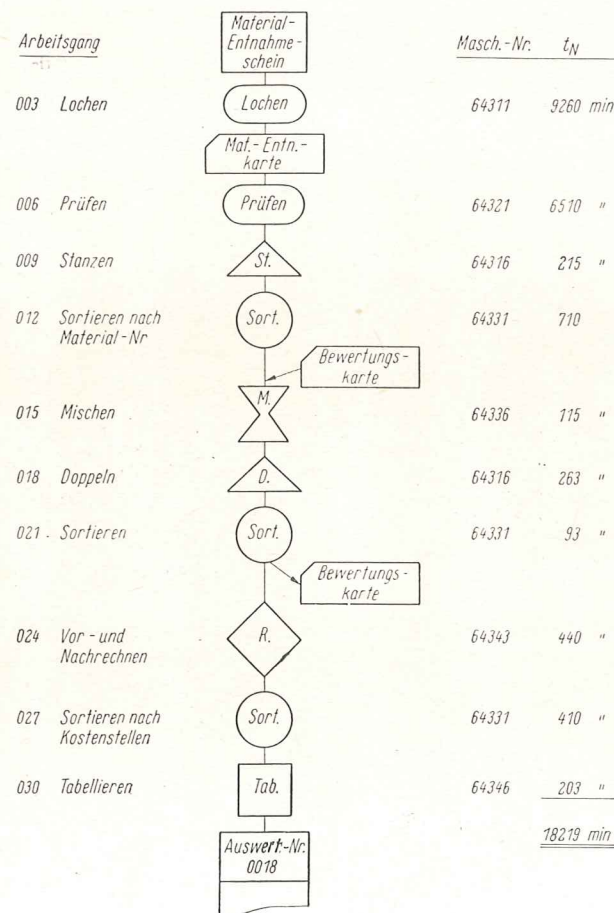 Material-
Entnahme-
schein
Arbeitsgang Masch.-Nr. tN
003 Lochen Lochen 64311 9260 min
Mat.-Entn.-
karte
006 Prüfen Prüfen 64321 6510 "
009 Stanzen St. 64316 215 "
012 Sortieren nach Sort. 64331 710
Material-Nr
Bewertungs-
karte
015 Mischen M. 64336 115 "
018 Doppeln D. 64316 263 "
021 Sortieren Sort. 64331 93 "
Bewertungs-
karte
024 Vor- und R. 64343 440 "
Nachrechnen
027 Sortieren nach Sort. 64331 410 "
Kostenstellen
030 Tabellieren Tab. 64346 203 "
18219 min
Auswert.-Nr.
0018